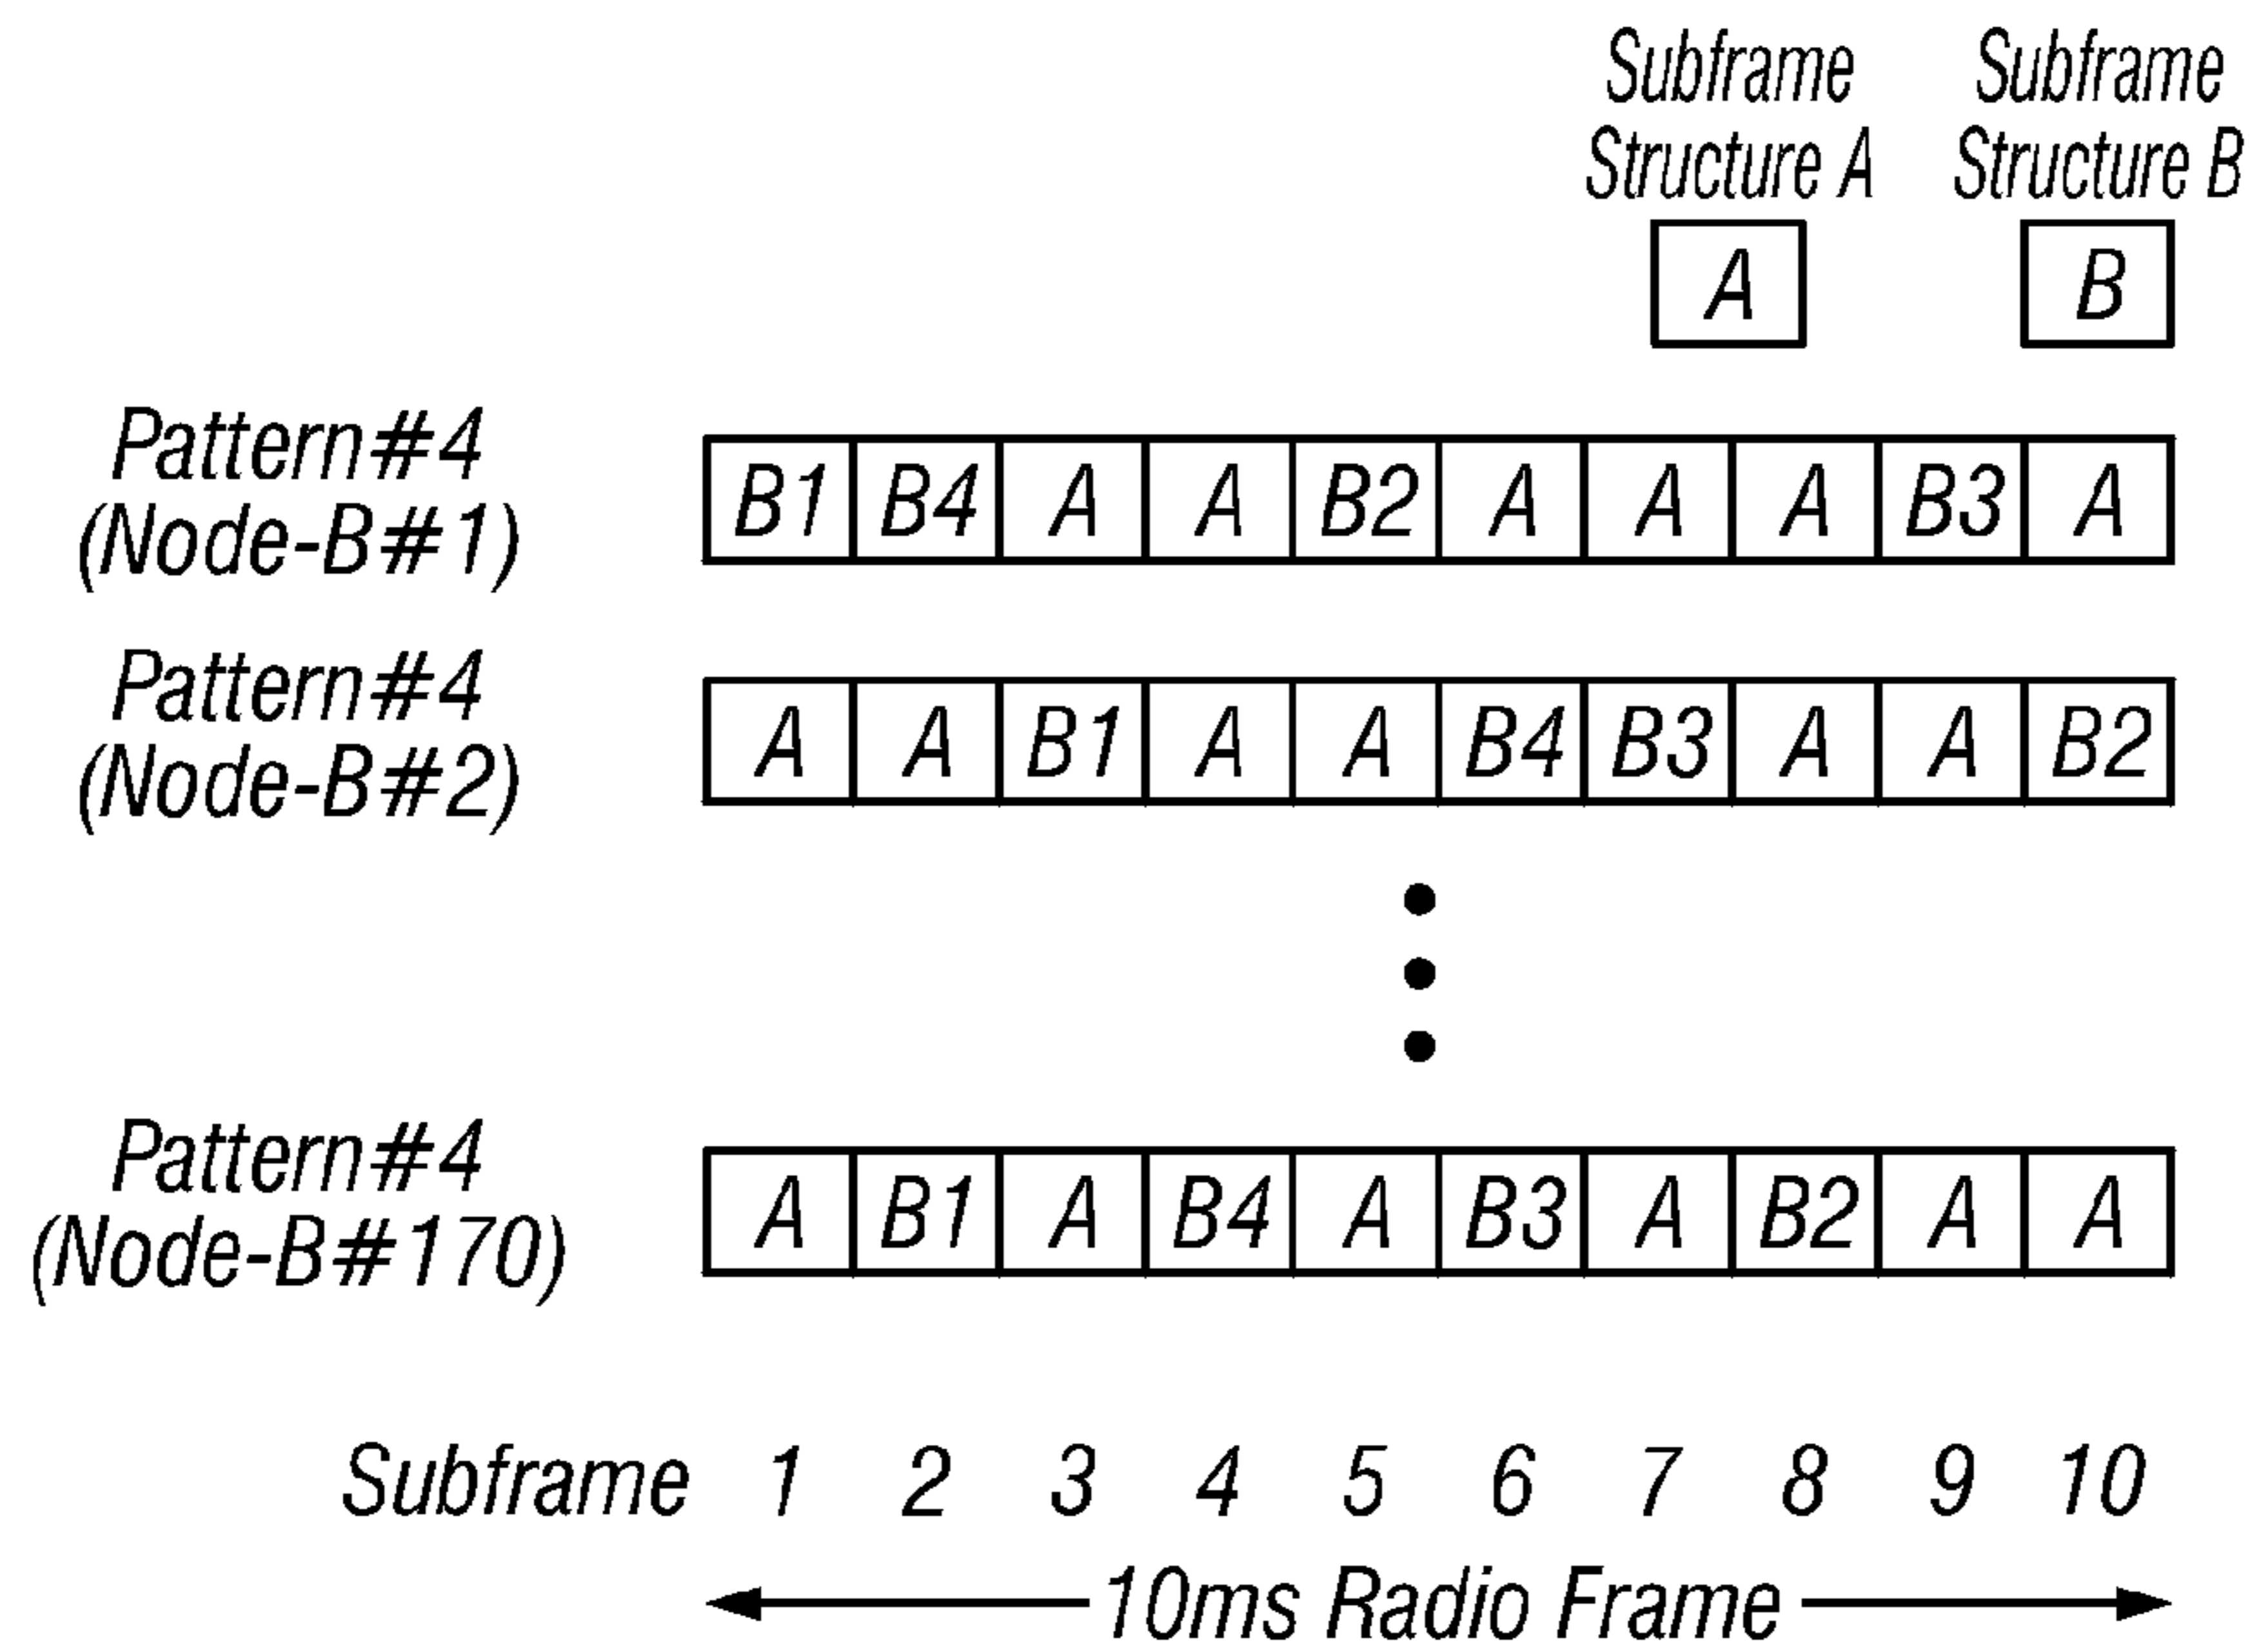 Subframe Structure A
Subframe Structure B
A
B
Pattern#4
(Node-B#1)
B1 B4 A A B2 A A A B3 A
Pattern#4
(Node-B#2)
A A B1 A A B4 B3 A A B2
Pattern#4
(Node-B#170)
A B1 A B4 A B3 A B2 A A
Subframe 1 2 3 4 5 6 7 8 9 10
10ms Radio Frame